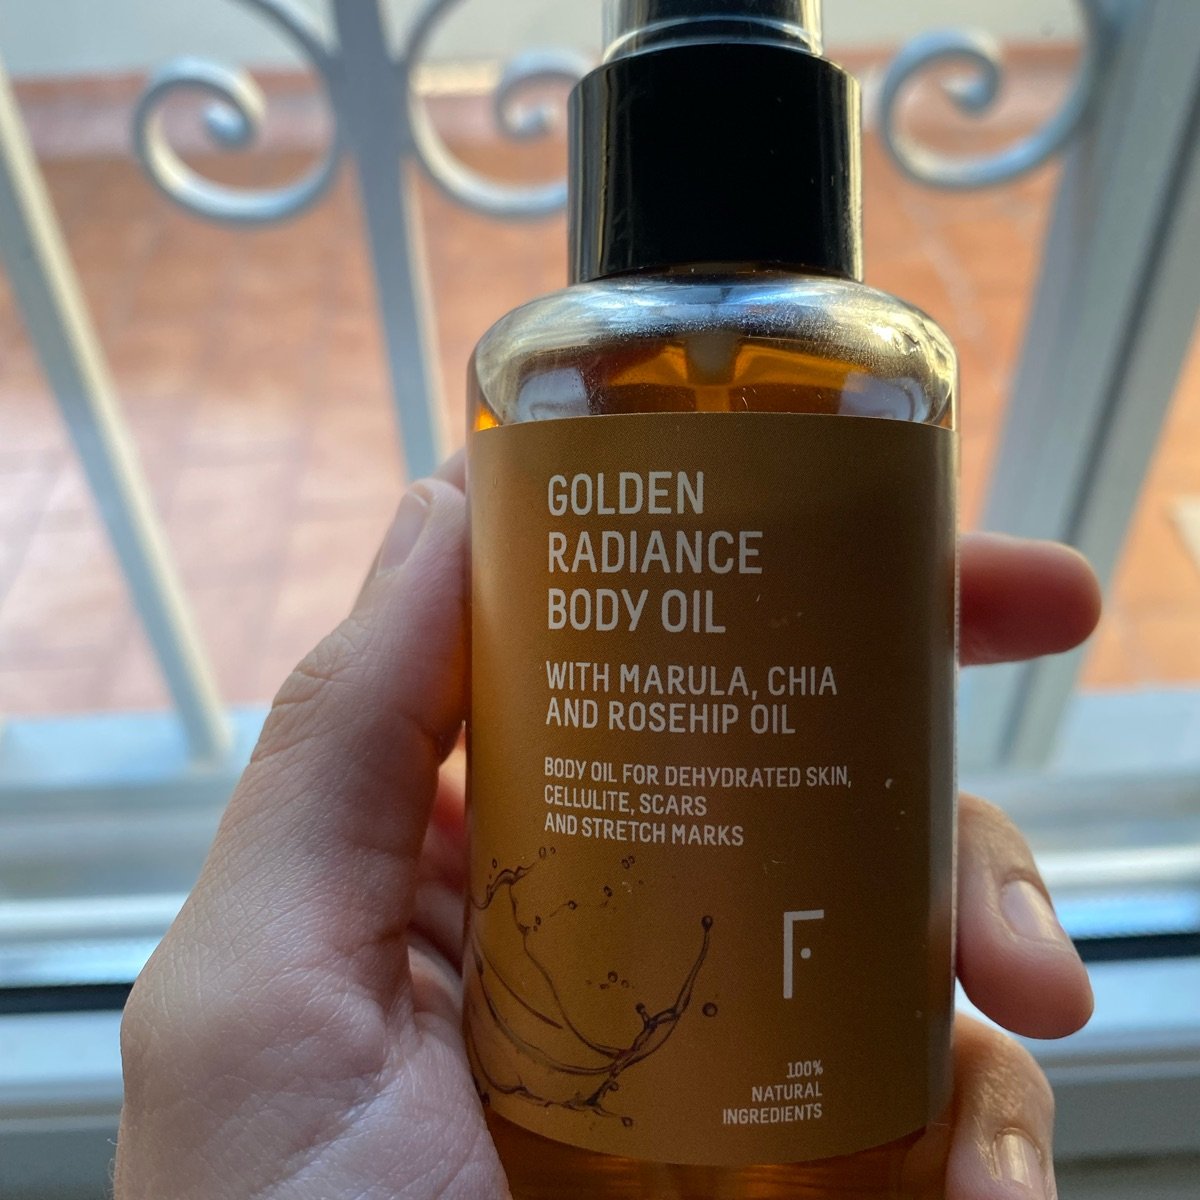 GOLDEN
RADIANCE
BODY OIL
WITH MARULA, CHIA
AND ROSEHIP OIL
BODY OIL FOR DEHYDRATED SKIN,
CELLULITE, SCARS
AND STRETCH MARKS
F
100%
NATURAL
INGREDIENTS